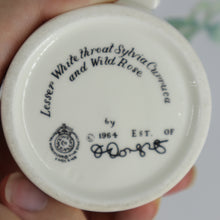 Lesser Whitethroat Sylvia Curruca
and Wild Rose
by
© 1964 EST. OF